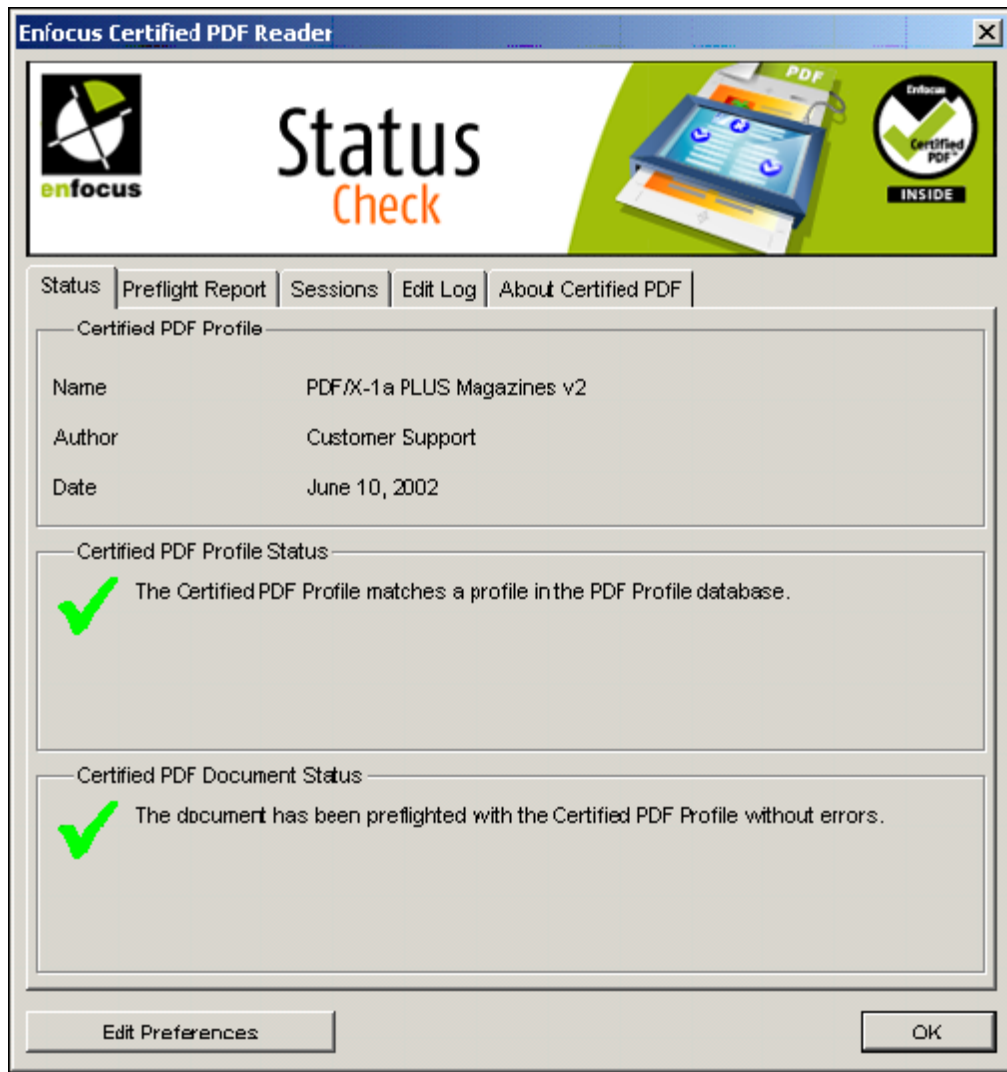 Enfocus Certified PDF Reader
enfocus
Status
Check
PDF
Enfocus
Certified
PDF™
INSIDE
Status
Preflight Report
Sessions
Edit Log
About Certified PDF
Certified PDF Profile
Name PDF/X-1a PLUS Magazines v2
Author Customer Support
Date June 10, 2002
Certified PDF Profile Status
The Certified PDF Profile matches a profile in the PDF Profile database.
Certified PDF Document Status
The document has been preflighted with the Certified PDF Profile without errors.
Edit Preferences
OK